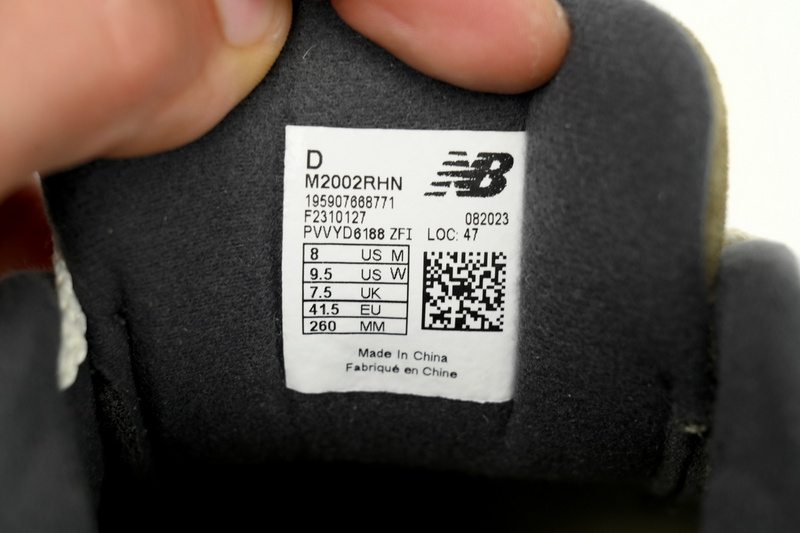 D
NB
M2002RHN
195907668771
F2310127 082023
PVVYD6188 ZFI LOC: 47
8 US M
9.5 US W
7.5 UK
41.5 EU
260 MM
Made In China
Fabriqué en Chine